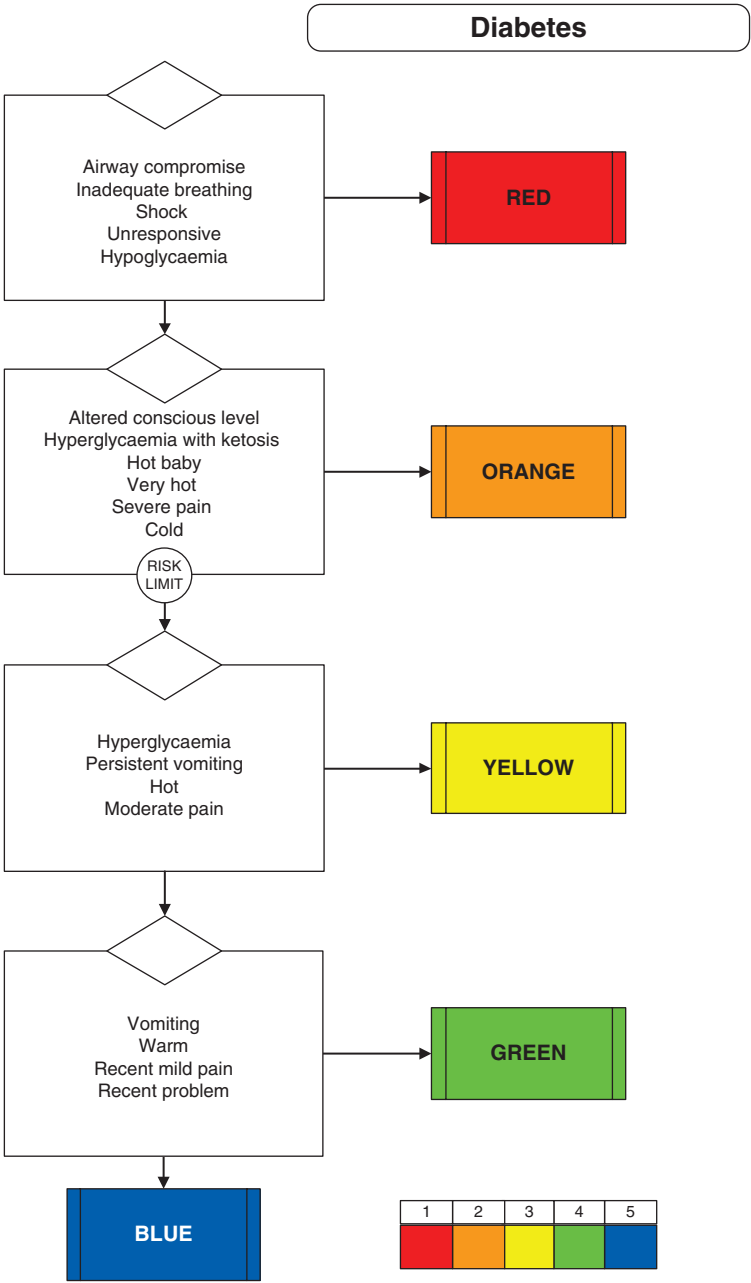 Diabetes
Airway compromise
Inadequate breathing
Shock
Unresponsive
Hypoglycaemia
RED
Altered conscious level
Hyperglycaemia with ketosis
Hot baby
Very hot
Severe pain
Cold
ORANGE
RISK
LIMIT
Hyperglycaemia
Persistent vomiting
Hot
Moderate pain
YELLOW
Vomiting
Warm
Recent mild pain
Recent problem
GREEN
BLUE
1 2 3 4 5